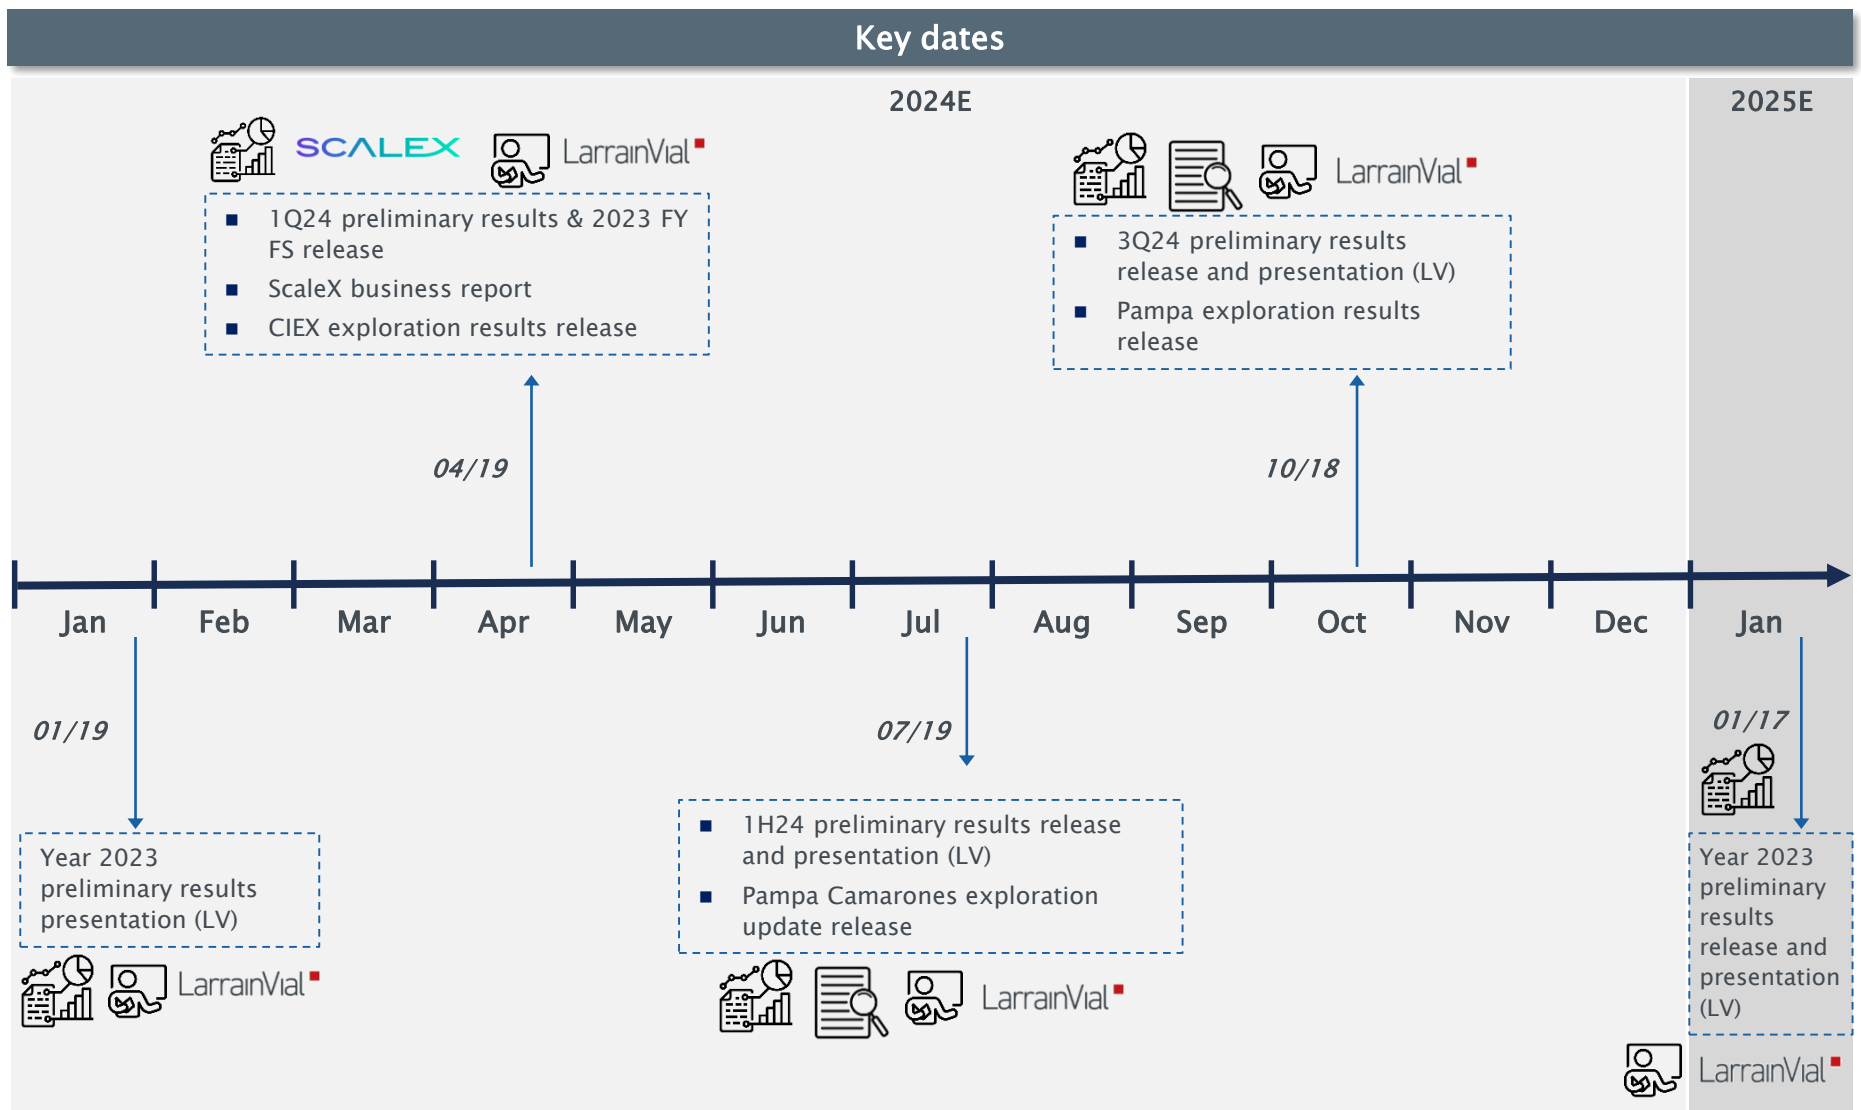 Key dates
2024E
2025E
SCALEX
LarrainVial
LarrainVial
■ 1Q24 preliminary results & 2023 FY
FS release
■ ScaleX business report
■ CIEX exploration results release
■ 3Q24 preliminary results
release and presentation (LV)
■ Pampa exploration results
release
04/19
10/18
Jan
Feb
Mar
Apr
May
Jun
Jul
Aug
Sep
Oct
Nov
Dec
Jan
01/19
07/19
01/17
Year 2023
preliminary results
presentation (LV)
LarrainVial
■ 1H24 preliminary results release
and presentation (LV)
■ Pampa Camarones exploration
update release
LarrainVial
Year 2023
preliminary
results
release and
presentation
(LV)
LarrainVial